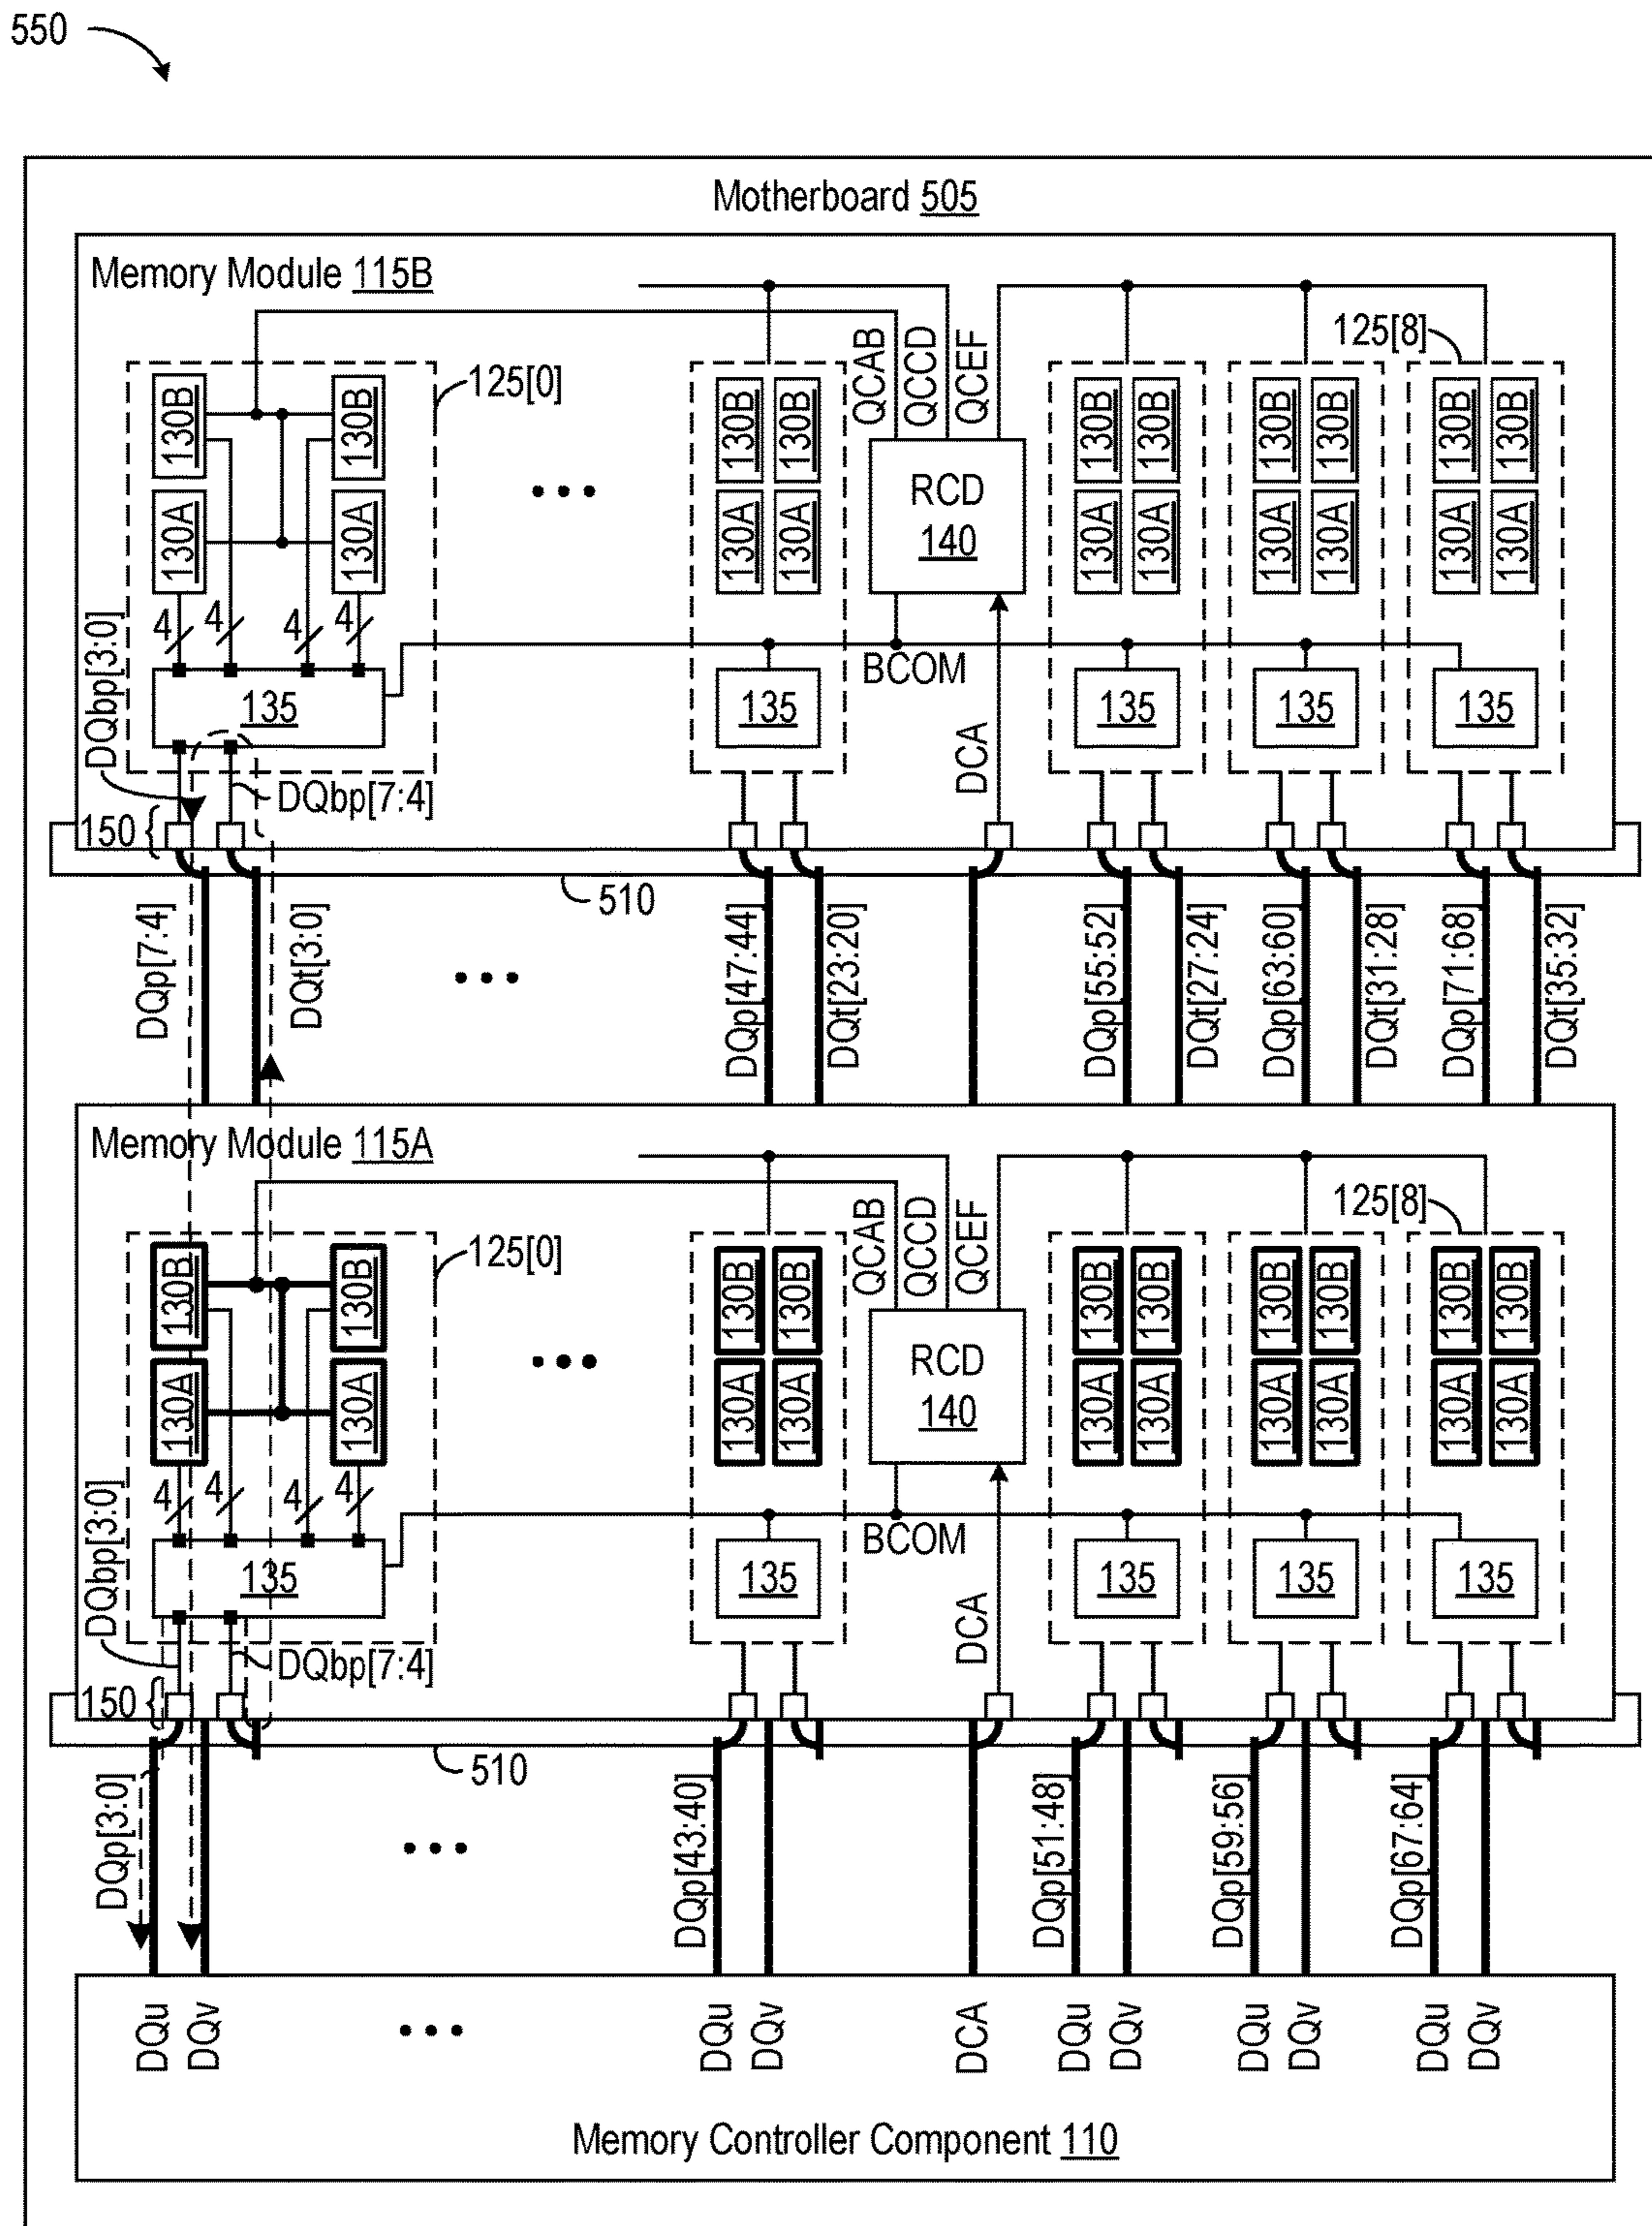 550
Motherboard 505
Memory Module 115B
125[0]
125[8]
QCAB
QCCD
QCEF
130B
130B
130B
130B
130B
130B
130B
130B
130B
130B
130A
130A
130A
130A
130A
130A
130A
130A
130A
130A
RCD
140
4
4
4
4
DQbp[3:0]
BCOM
135
135
135
135
135
DCA
DQbp[7:4]
150
510
DQp[7:4]
DQt[3:0]
DQp[47:44]
DQt[23:20]
DQp[55:52]
DQt[27:24]
DQp[63:60]
DQt[31:28]
DQp[71:68]
DQt[35:32]
Memory Module 115A
125[0]
125[8]
QCAB
QCCD
QCEF
130B
130B
130B
130B
130B
130B
130B
130B
130B
130B
130A
130A
130A
130A
130A
130A
130A
130A
130A
130A
RCD
140
4
4
4
4
DQbp[3:0]
BCOM
135
135
135
135
135
DCA
DQbp[7:4]
150
510
DQp[3:0]
DQp[43:40]
DQp[51:48]
DQp[59:56]
DQp[67:64]
DQu
DQv
DQu
DQv
DCA
DQu
DQv
DQu
DQv
DQu
DQv
Memory Controller Component 110